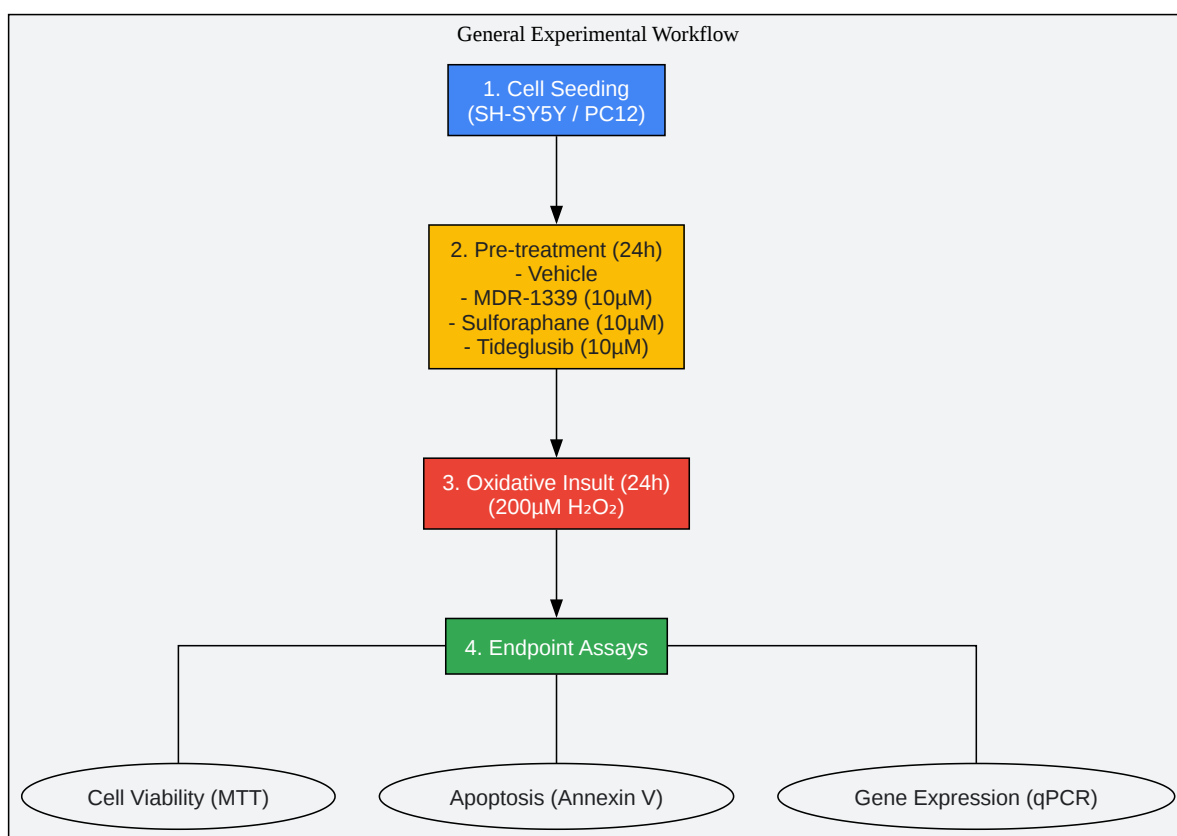 General Experimental Workflow
1. Cell Seeding
(SH-SY5Y / PC12)
2. Pre-treatment (24h)
- Vehicle
- MDR-1339 (10µM)
- Sulforaphane (10µM)
- Tideglusib (10µM)
3. Oxidative Insult (24h)
(200µM H₂O₂)
4. Endpoint Assays
Cell Viability (MTT)
Apoptosis (Annexin V)
Gene Expression (qPCR)